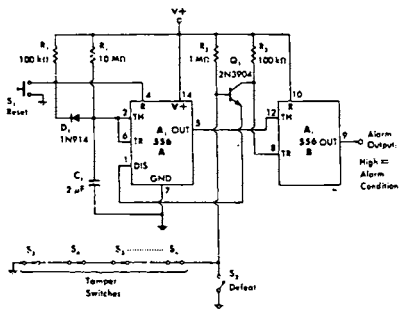 V+
R₁
100 kΩ
R₁
10 MΩ
R₂
1 MΩ
Q₁
2N3904
R₃
100 kΩ
S₁
Reset
D₁
1N914
C₁
2 µF
4
14
R
V+
2
TH
A₁
556
A
OUT
5
6
TR
1
DIS
GND
7
10
R
12
TH
A₁
556
B
OUT
9
8
TR
Alarm
Output:
High =
Alarm
Condition
S₃
S₄
S₅
Tamper
Switches
S₂
Defeat